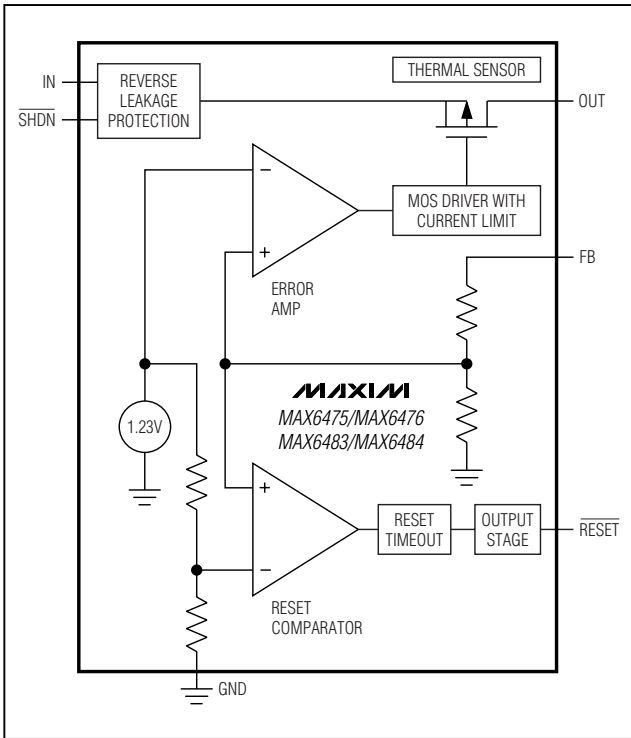 THERMAL SENSOR
IN
REVERSE
LEAKAGE
PROTECTION
SHDN
OUT
−
+
ERROR
AMP
MOS DRIVER WITH
CURRENT LIMIT
FB
1.23V
MAXIM
MAX6475/MAX6476
MAX6483/MAX6484
+
−
RESET
COMPARATOR
RESET
TIMEOUT
OUTPUT
STAGE
RESET
GND